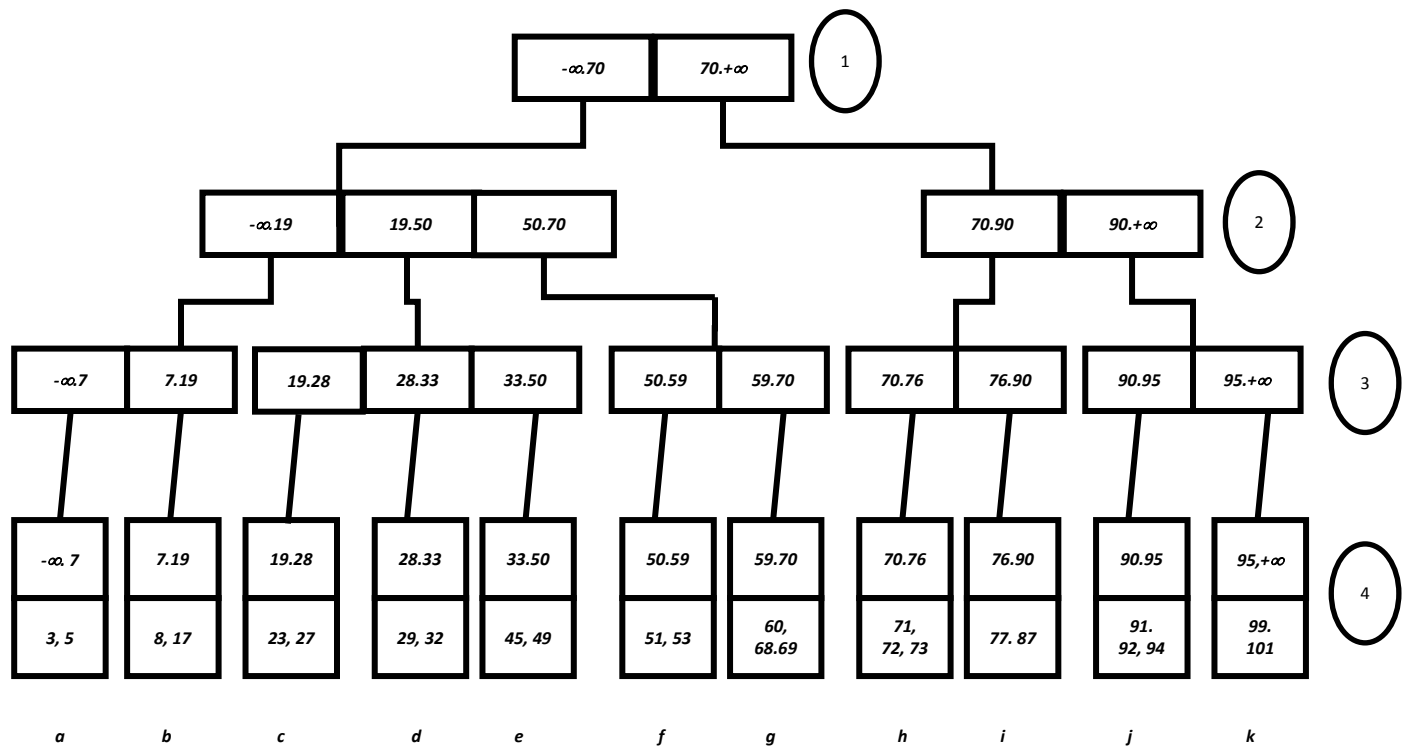 -∞.70 70.+∞ 1
-∞.19 19.50 50.70 70.90 90.+∞ 2
-∞.7 7.19 19.28 28.33 33.50 50.59 59.70 70.76 76.90 90.95 95.+∞ 3
-∞. 7 7.19 19.28 28.33 33.50 50.59 59.70 70.76 76.90 90.95 95,+∞
4
3, 5 8, 17 23, 27 29, 32 45, 49 51, 53 60, 68.69 71, 72, 73 77. 87 91. 92, 94 99. 101
a b c d e f g h i j k